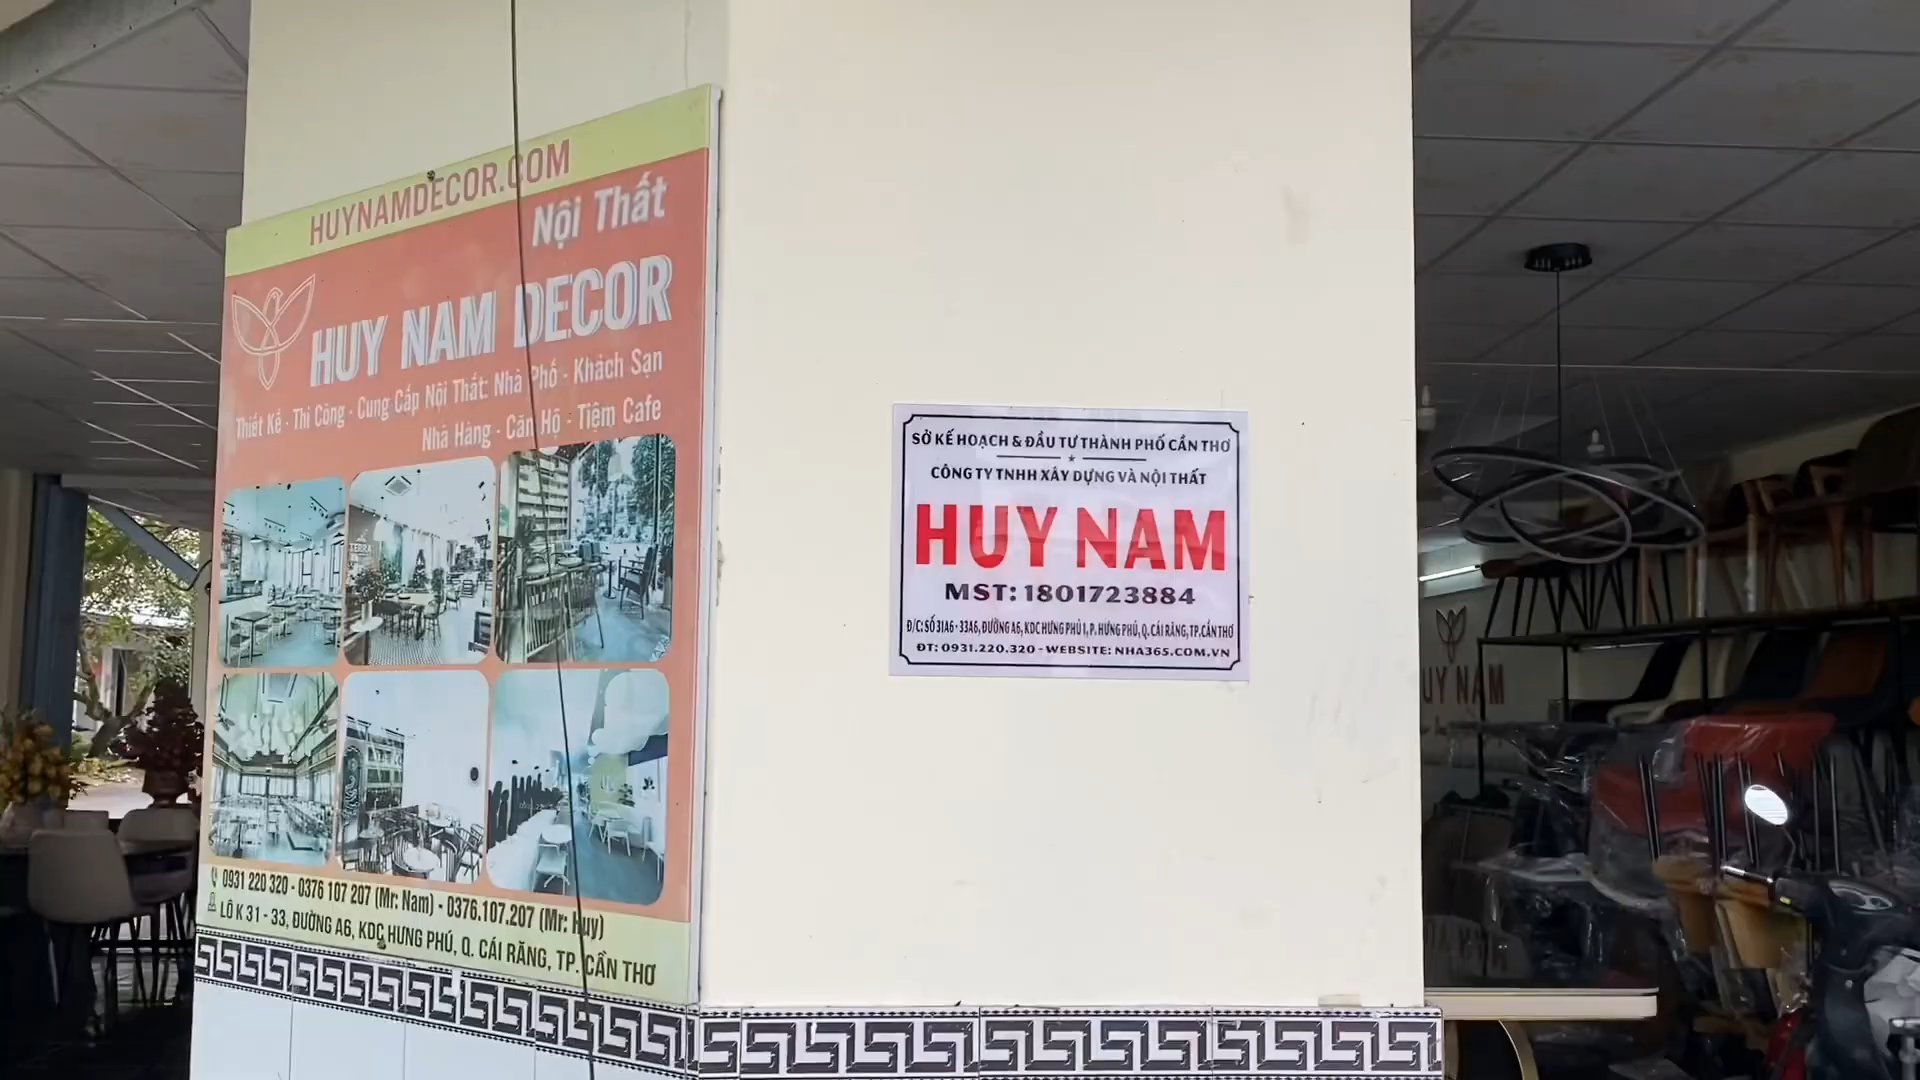 HUYNAMDECOR.COM
Nội Thất
HUY NAM DECOR
Thiết Kế - Thi Công - Cung Cấp Nội Thất: Nhà Phố - Khách Sạn
Nhà Hàng - Căn Hộ - Tiệm Cafe
0931 220 320 - 0376 107 207 (Mr: Nam) - 0376.107.207 (Mr: Huy)
LÔ K 31 - 33, ĐƯỜNG A6, KDC HƯNG PHÚ, Q. CÁI RĂNG, TP. CẦN THƠ
SỞ KẾ HOẠCH & ĐẦU TƯ THÀNH PHỐ CẦN THƠ
CÔNG TY TNHH XÂY DỰNG VÀ NỘI THẤT
HUY NAM
MST: 1801723884
Đ/C: SỐ 31A6 - 33A6, ĐƯỜNG A6, KDC HƯNG PHÚ 1, P. HƯNG PHÚ, Q. CÁI RĂNG, TP. CẦN THƠ
ĐT: 0931.220.320 - WEBSITE: NHA365.COM.VN
UY NAM